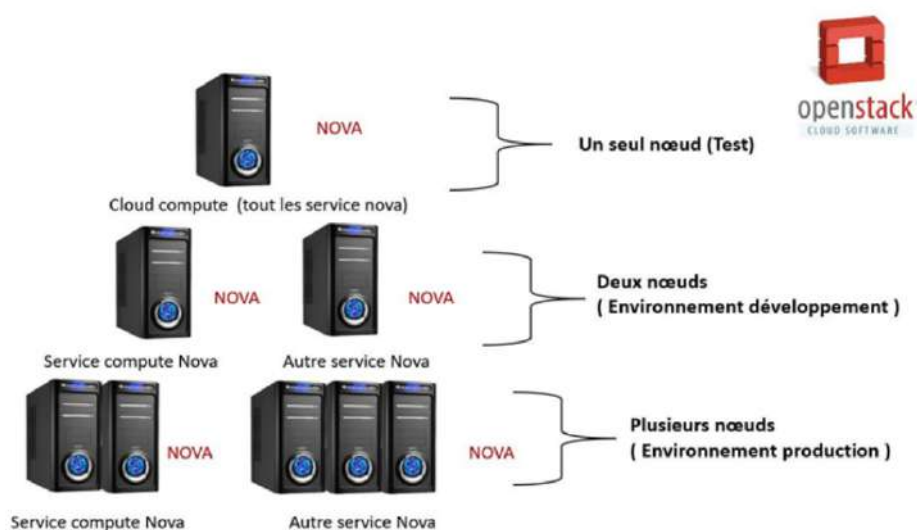 openstack
CLOUD SOFTWARE
NOVA
Un seul nœud (Test)
Cloud compute (tout les service nova)
NOVA
NOVA
Deux nœuds
( Environnement développement )
Service compute Nova
Autre service Nova
NOVA
NOVA
Plusieurs nœuds
( Environnement production )
Service compute Nova
Autre service Nova